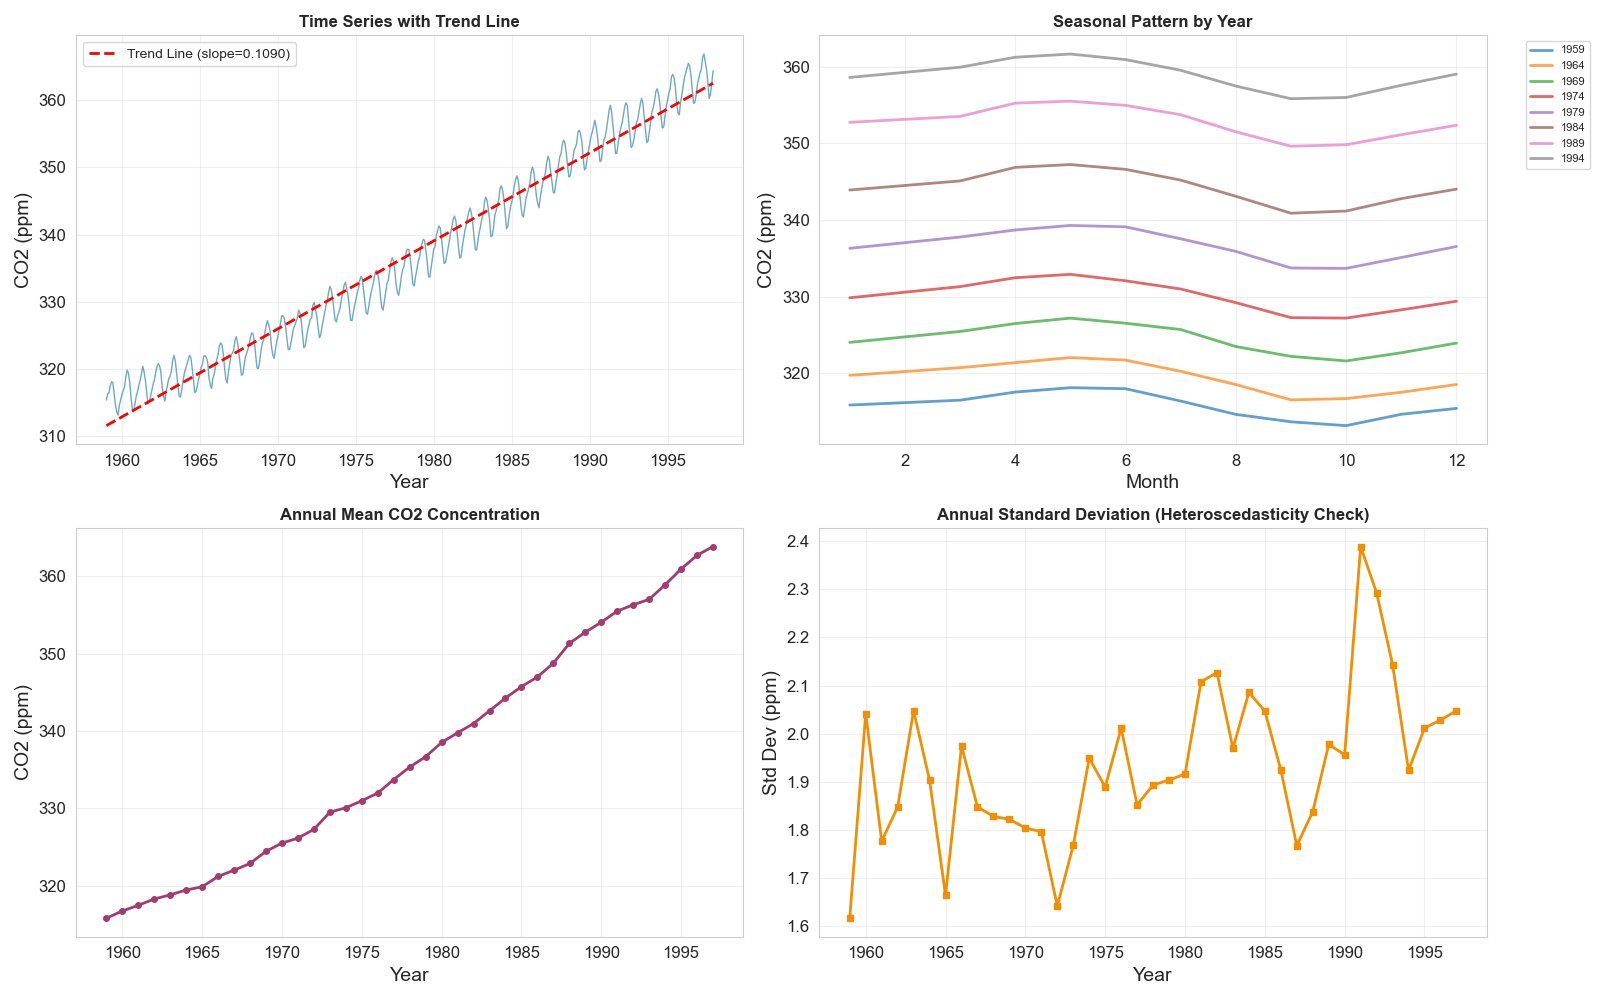 Time Series with Trend Line
Trend Line (slope=0.1090)
CO2 (ppm)
360
350
340
330
320
310
1960 1965 1970 1975 1980 1985 1990 1995
Year
Seasonal Pattern by Year
CO2 (ppm)
360
350
340
330
320
2 4 6 8 10 12
Month
1959
1964
1969
1974
1979
1984
1989
1994
Annual Mean CO2 Concentration
CO2 (ppm)
360
350
340
330
320
1960 1965 1970 1975 1980 1985 1990 1995
Year
Annual Standard Deviation (Heteroscedasticity Check)
Std Dev (ppm)
2.4
2.3
2.2
2.1
2.0
1.9
1.8
1.7
1.6
1960 1965 1970 1975 1980 1985 1990 1995
Year